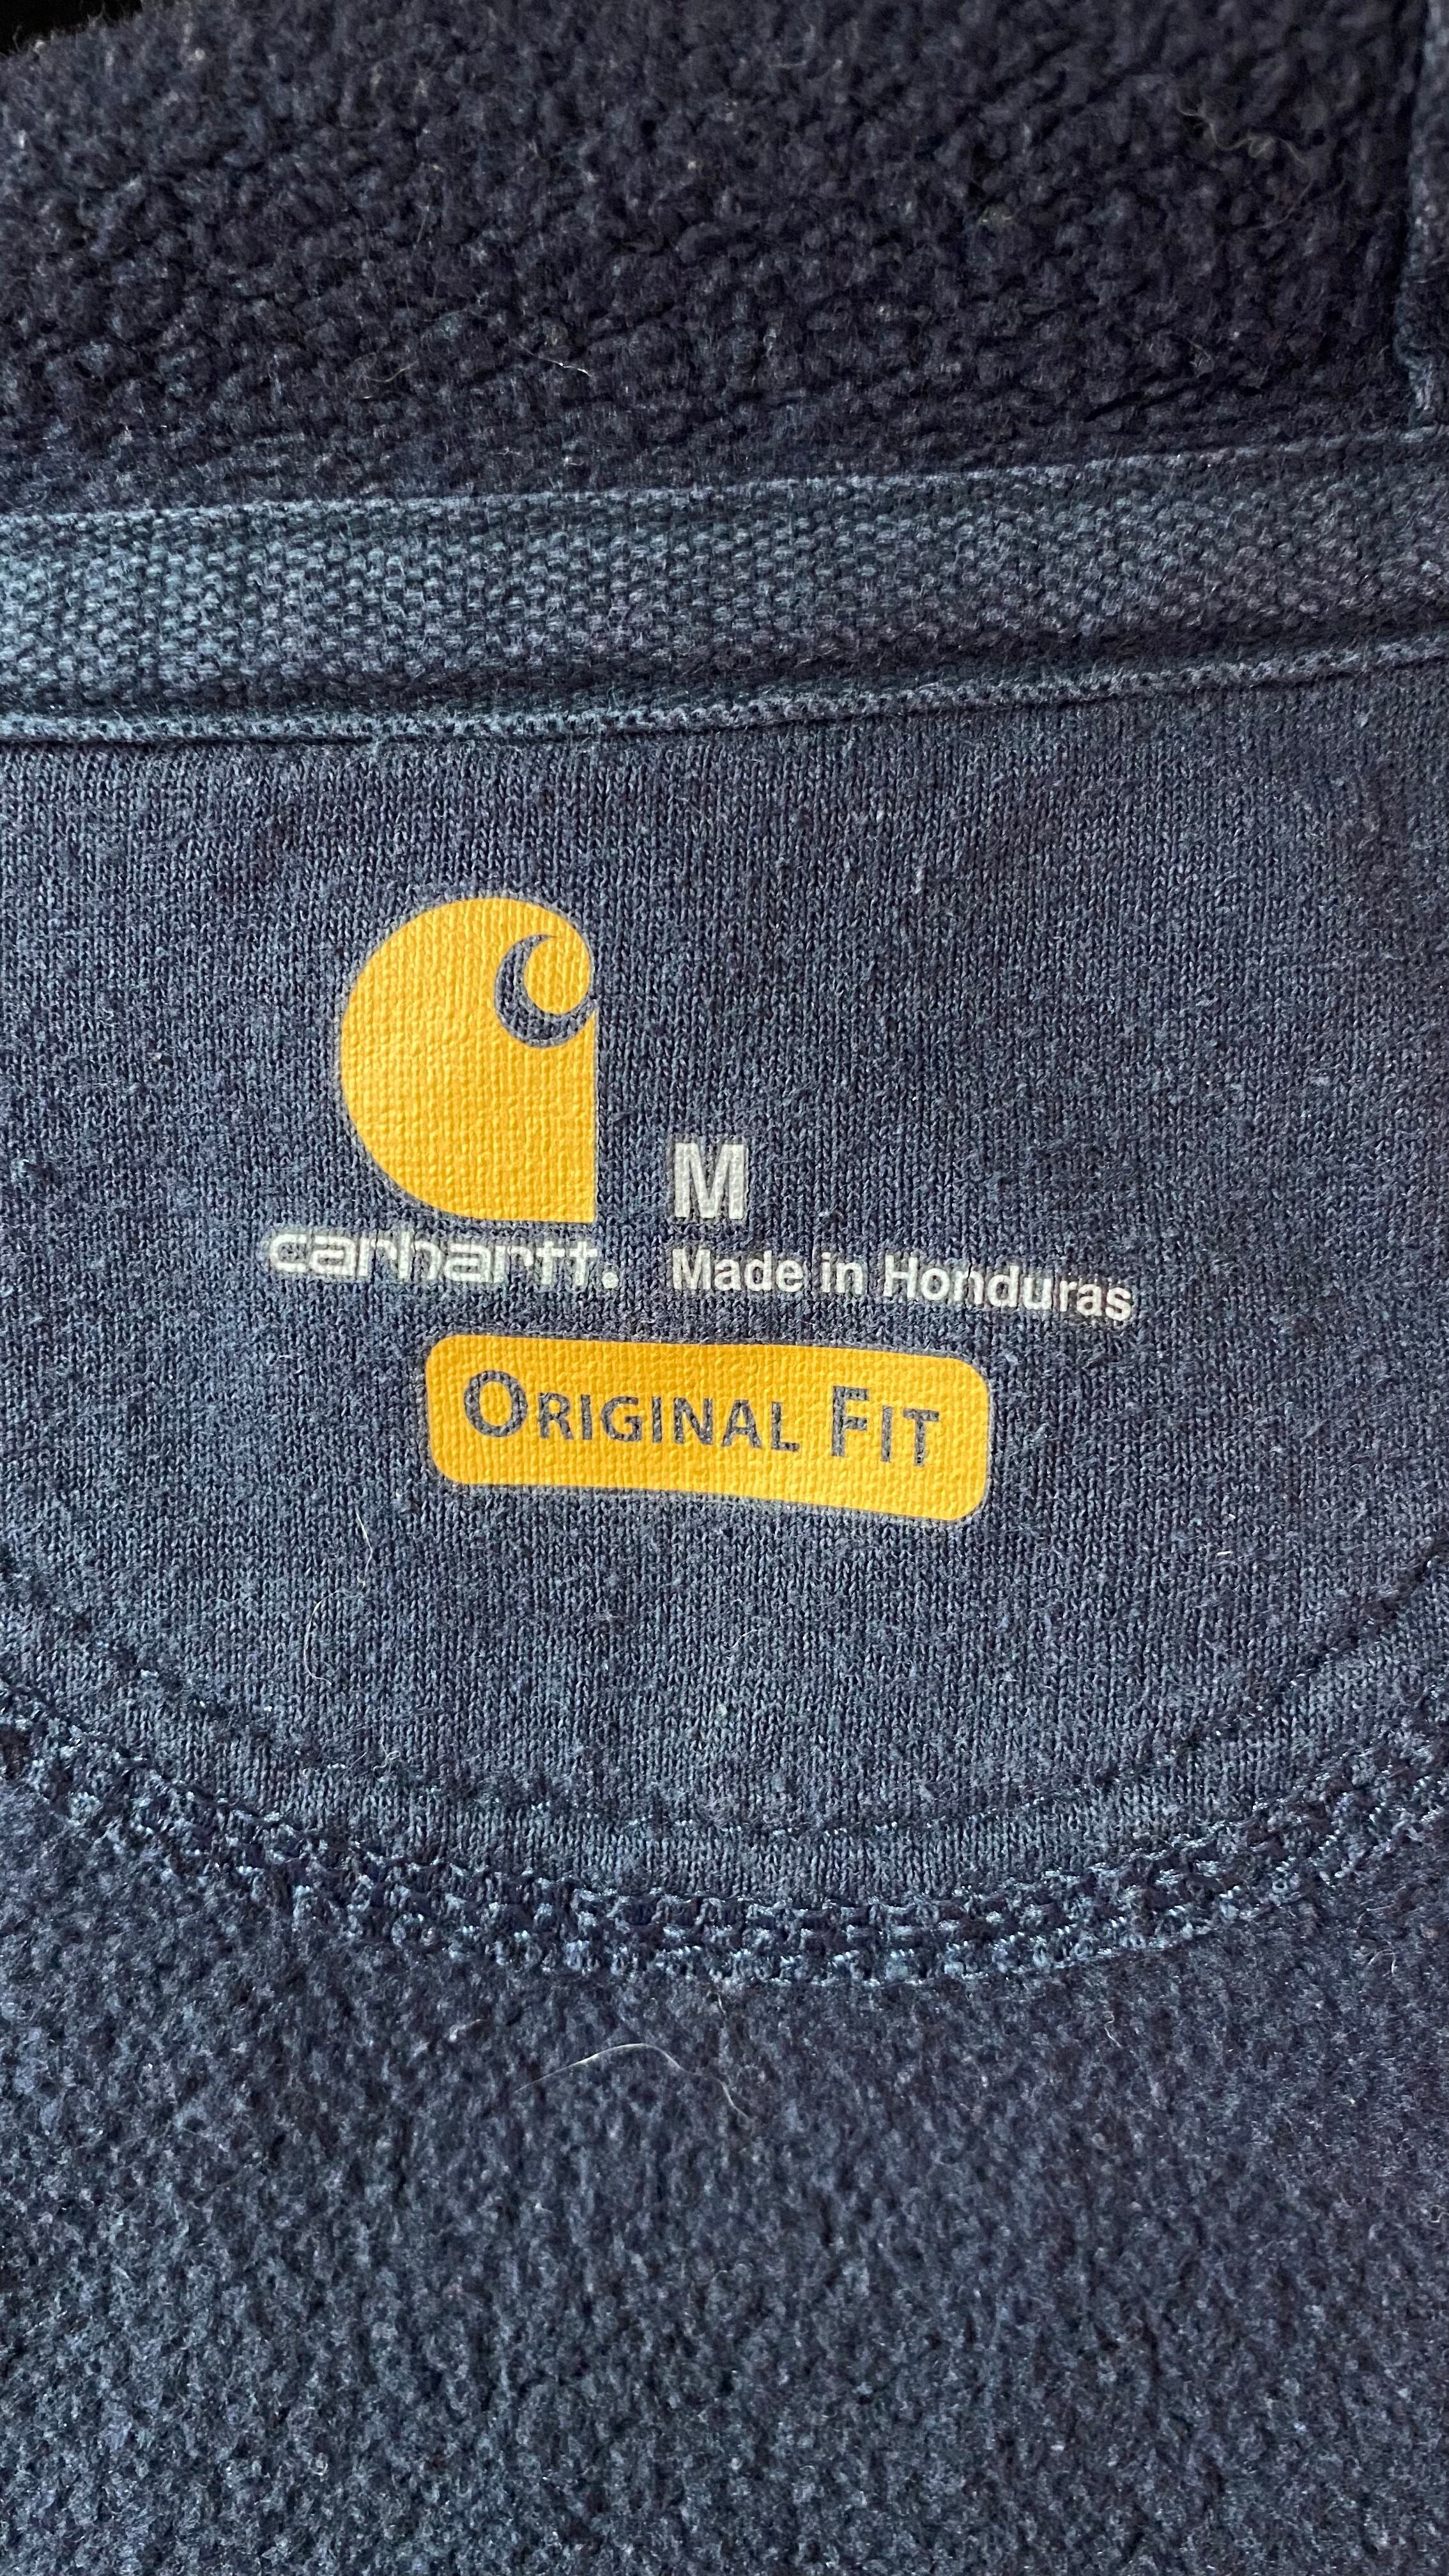 M
carhartt.
Made in Honduras
ORIGINAL FIT